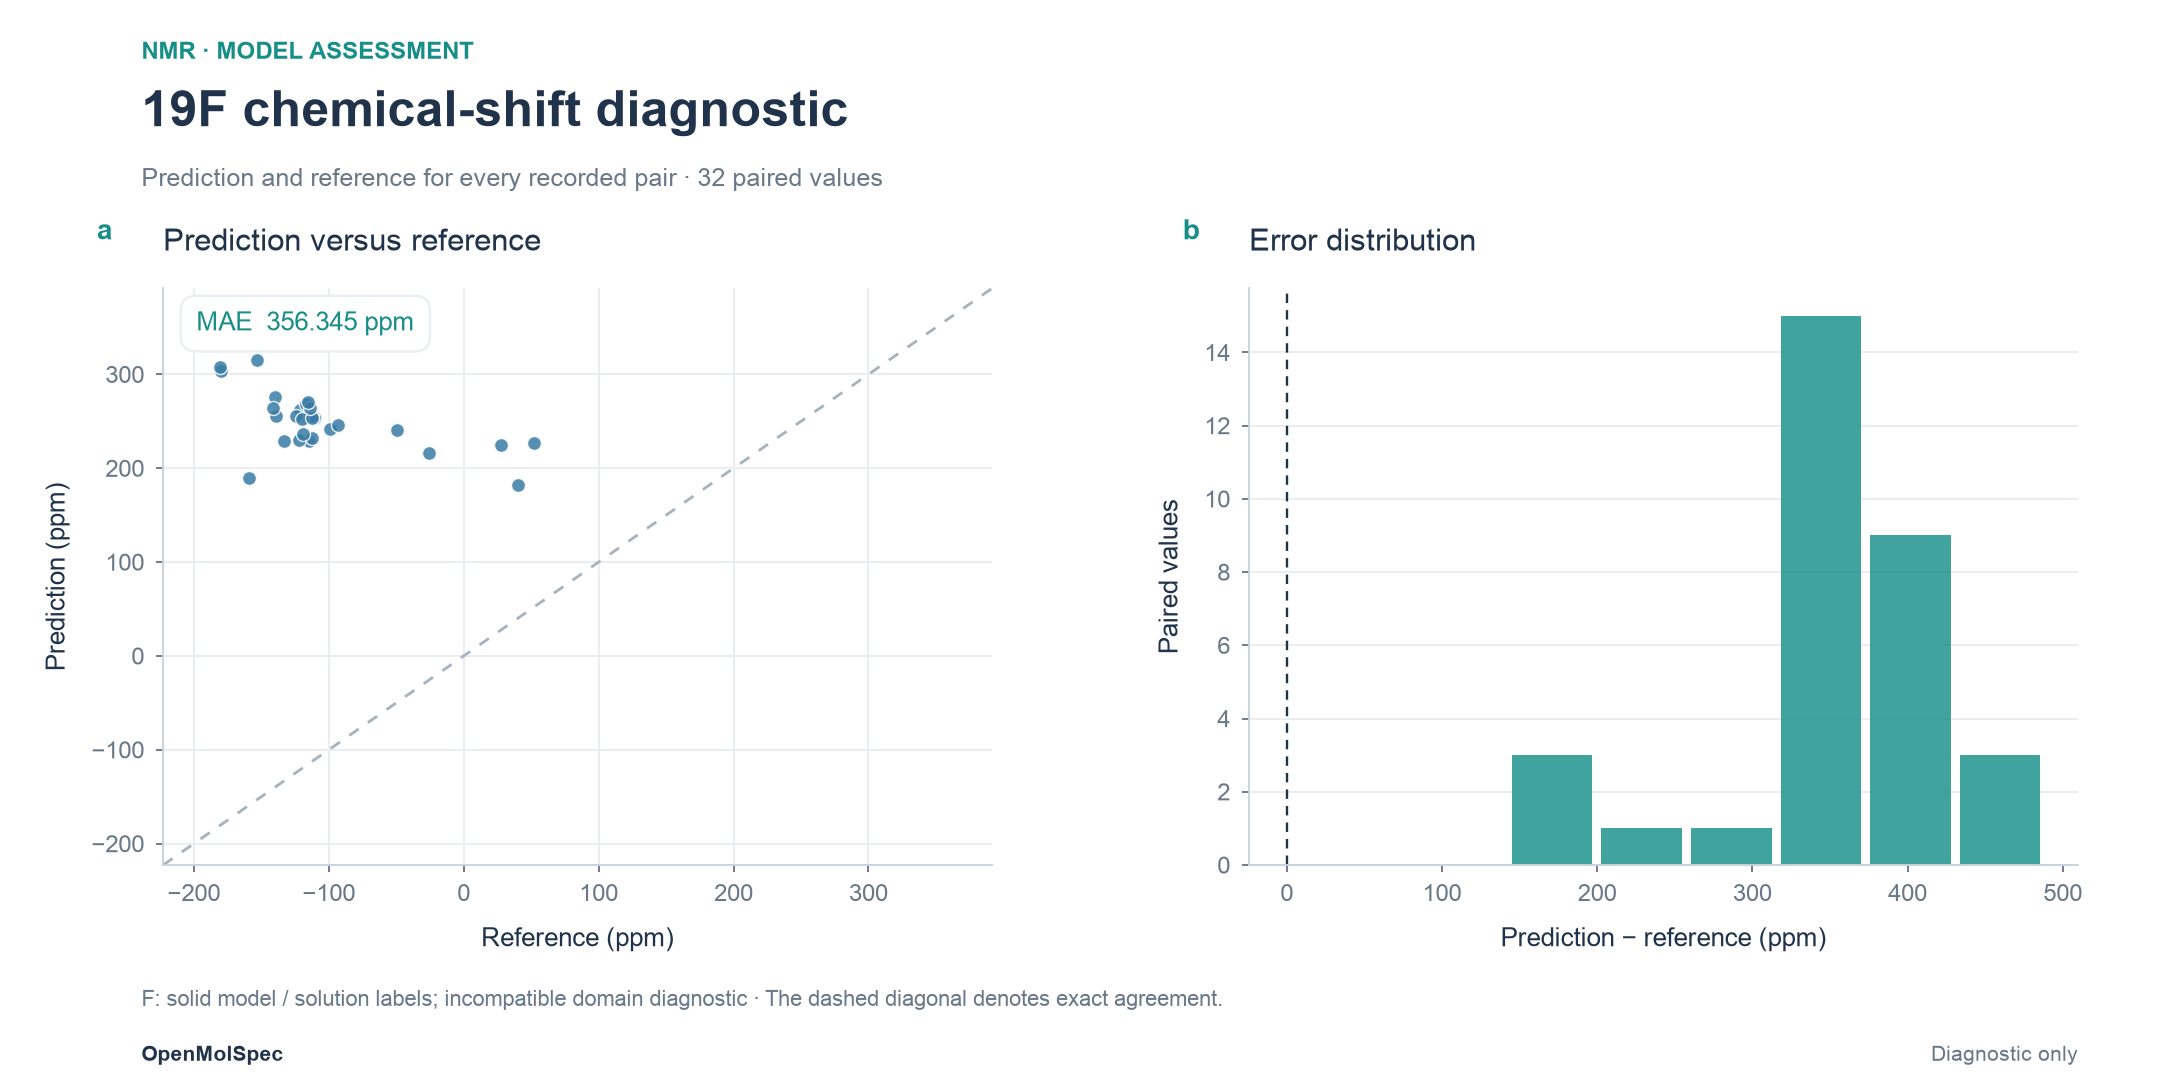 NMR · MODEL ASSESSMENT
19F chemical-shift diagnostic
Prediction and reference for every recorded pair · 32 paired values
a
Prediction versus reference
MAE 356.345 ppm
300
200
100
0
−100
−200
−200 −100 0 100 200 300
Prediction (ppm)
Reference (ppm)
b
Error distribution
14
12
10
8
6
4
2
0
0 100 200 300 400 500
Paired values
Prediction − reference (ppm)
F: solid model / solution labels; incompatible domain diagnostic · The dashed diagonal denotes exact agreement.
OpenMolSpec
Diagnostic only